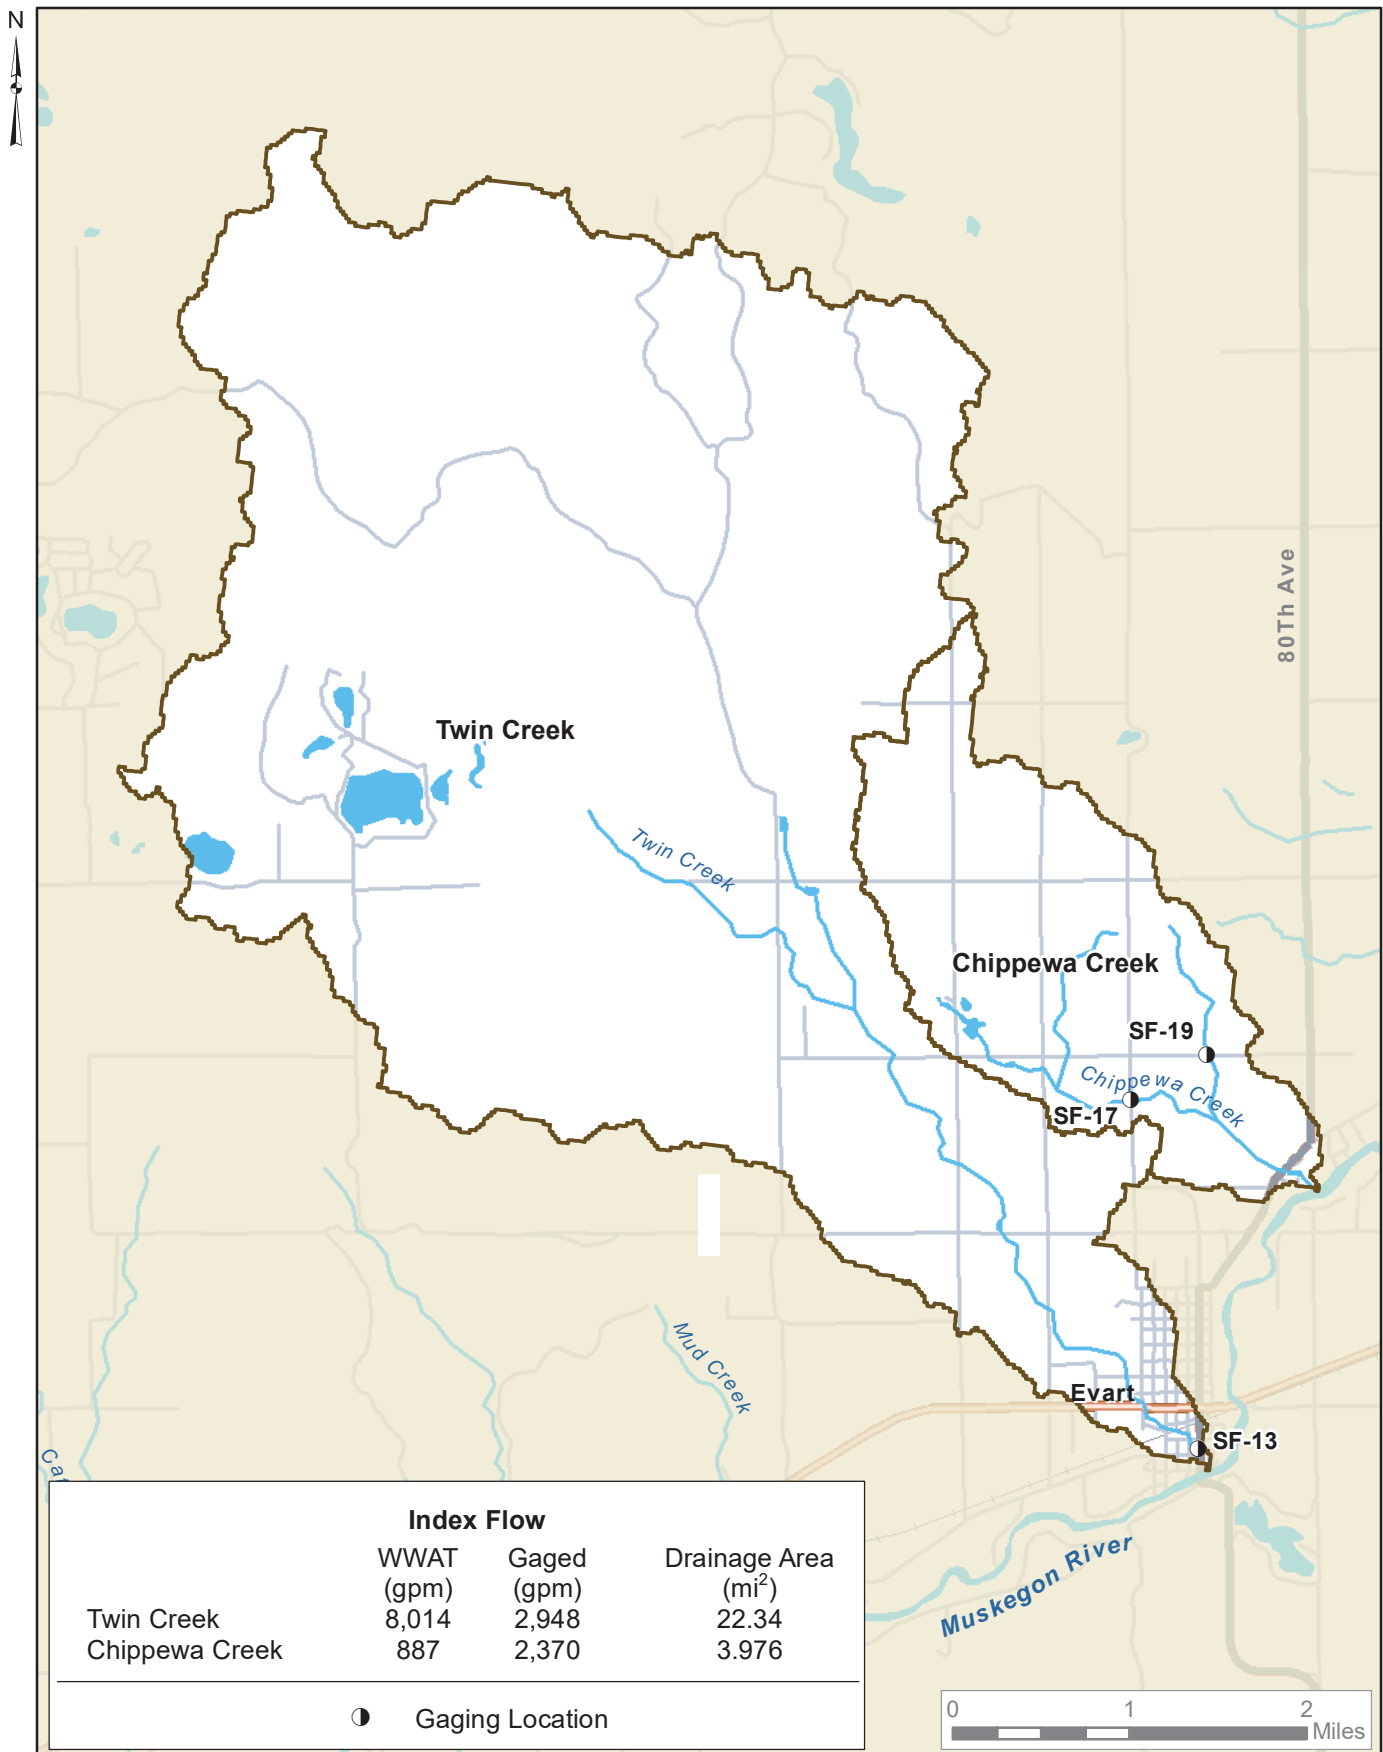 N
80Th Ave
Twin Creek
Twin Creek
Chippewa Creek
SF-19
Chippewa Creek
SF-17
Mud Creek
Evart
SF-13
Muskegon River
Index Flow
WWAT Gaged Drainage Area
(gpm) (gpm) (mi²)
Twin Creek 8,014 2,948 22.34
Chippewa Creek 887 2,370 3.976
Gaging Location
0 1 2
Miles